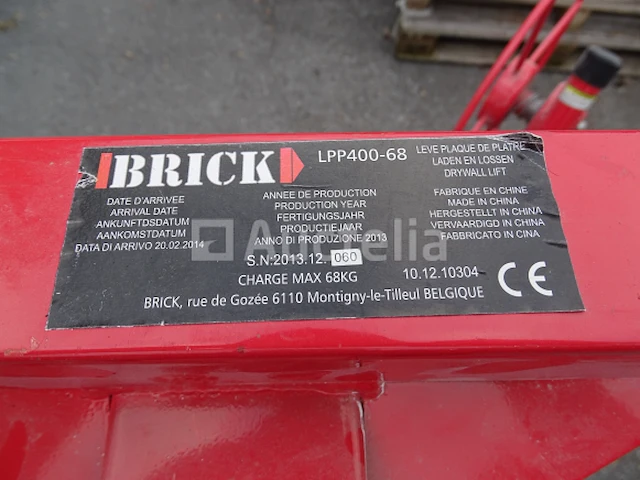 BRICK
LPP400-68
LEVE PLAQUE DE PLATRE
LADEN EN LOSSEN
DRYWALL LIFT
DATE D'ARRIVEE
ARRIVAL DATE
ANKUNFTDSDATUM
AANKOMSTDATUM
DATA DI ARRIVO 20.02.2014
ANNEE DE PRODUCTION
PRODUCTION YEAR
FERTIGUNGSJAHR
PRODUCTIEJAAR
ANNO DI PRODUZIONE 2013
FABRIQUE EN CHINE
MADE IN CHINA
HERGESTELLT IN CHINA
VERVAARDIGD IN CHINA
FABBRICATO IN CINA
S.N:2013.12. 060
CHARGE MAX 68KG
10.12.10304
CE
BRICK, rue de Gozée 6110 Montigny-le-Tilleul BELGIQUE